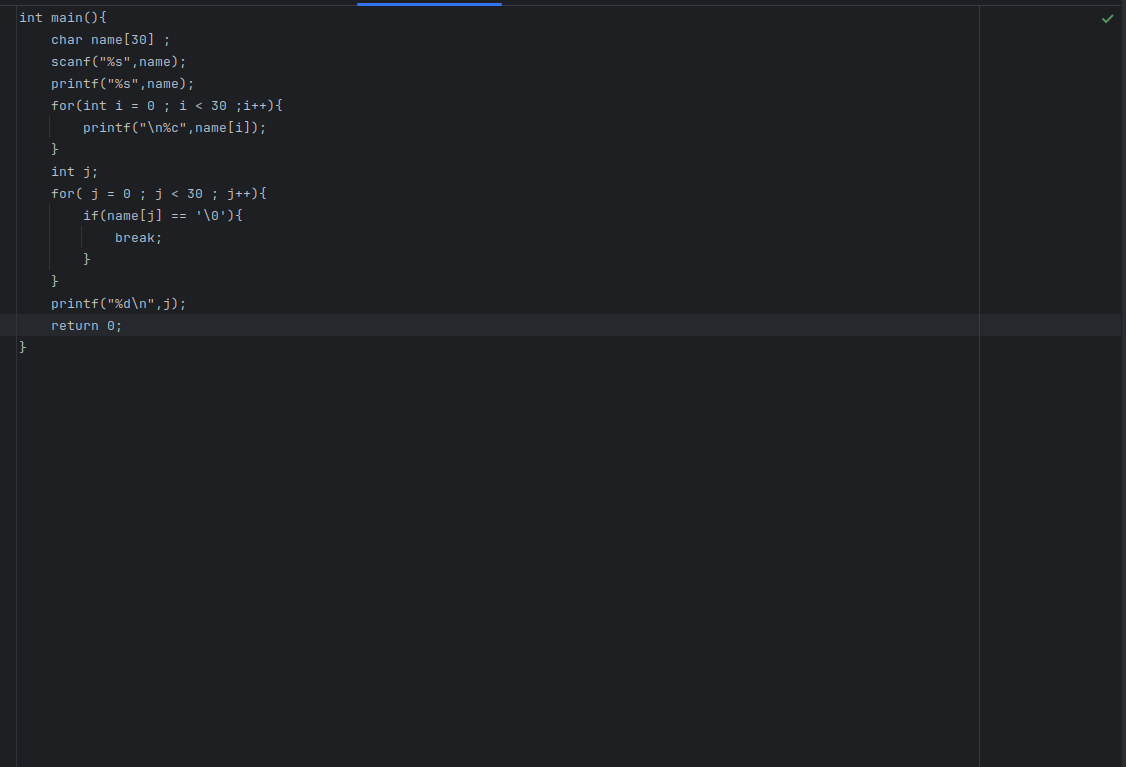 int main(){
    char name[30] ;
    scanf("%s",name);
    printf("%s",name);
    for(int i = 0 ; i < 30 ;i++){
        printf("\n%c",name[i]);
    }
    int j;
    for( j = 0 ; j < 30 ; j++){
        if(name[j] == '\0'){
            break;
        }
    }
    printf("%d\n",j);
    return 0;
}